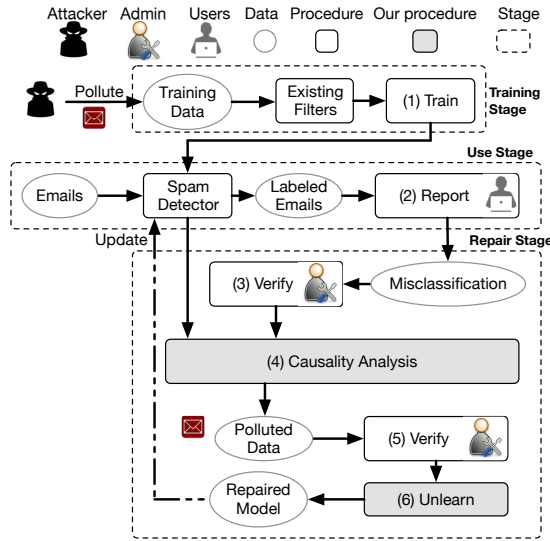 Attacker Admin Users Data Procedure Our procedure Stage
Pollute
Training
Data
Existing
Filters
(1) Train
Training
Stage
Use Stage
Emails
Spam
Detector
Labeled
Emails
(2) Report
Update
Repair Stage
(3) Verify
Misclassification
(4) Causality Analysis
Polluted
Data
(5) Verify
Repaired
Model
(6) Unlearn